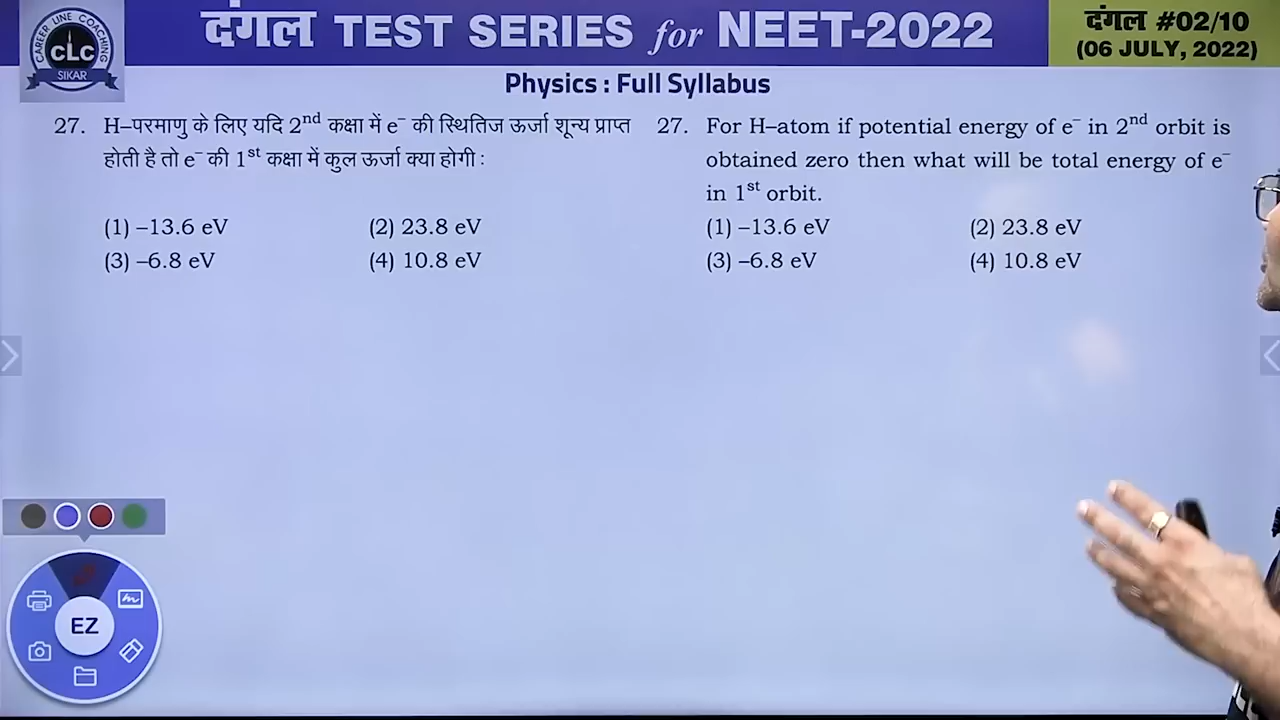 दंगल TEST SERIES for NEET-2022
दंगल #02/10
(06 JULY, 2022)
CAREER LINE COACHING
CLC
SIKAR
Physics : Full Syllabus
27. H–परमाणु के लिए यदि 2nd कक्षा में e– की स्थितिज ऊर्जा शून्य प्राप्त
होती है तो e– की 1st कक्षा में कुल ऊर्जा क्या होगी :
(1) –13.6 eV (2) 23.8 eV
(3) –6.8 eV (4) 10.8 eV
27. For H–atom if potential energy of e– in 2nd orbit is
obtained zero then what will be total energy of e–
in 1st orbit.
(1) –13.6 eV (2) 23.8 eV
(3) –6.8 eV (4) 10.8 eV
EZ